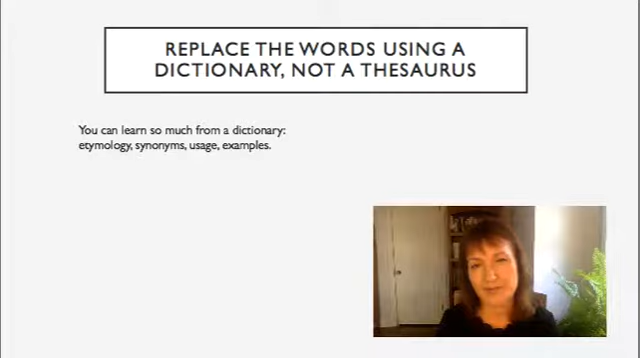 REPLACE THE WORDS USING A
DICTIONARY, NOT A THESAURUS
You can learn so much from a dictionary:
etymology, synonyms, usage, examples.